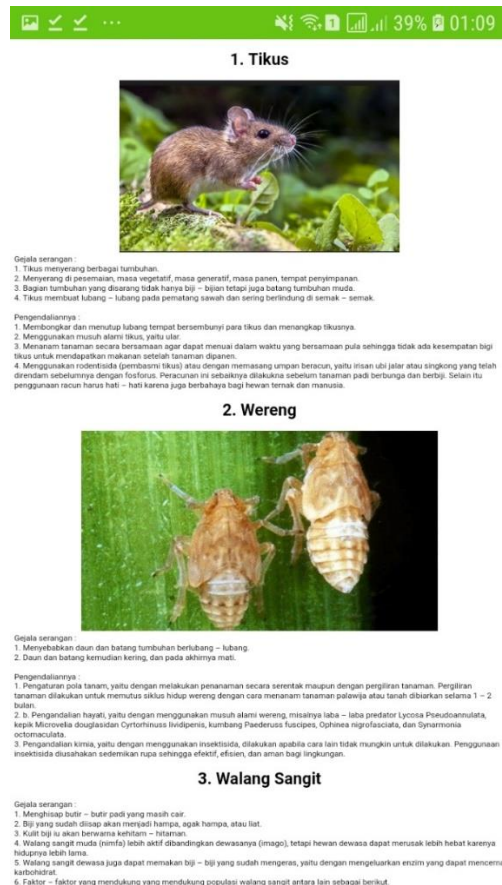 39% 01:09
1. Tikus
Gejala serangan :
1. Tikus menyerang berbagai tumbuhan.
2. Menyerang di pesemaian, masa vegetatif, masa generatif, masa panen, tempat penyimpanan.
3. Bagian tumbuhan yang disarang tidak hanya biji – bijian tetapi juga batang tumbuhan muda.
4. Tikus membuat lubang – lubang pada pematang sawah dan sering berlindung di semak – semak.
Pengendaliannya :
1. Membongkar dan menutup lubang tempat bersembunyi para tikus dan menangkap tikusnya.
2. Menggunakan musuh alami tikus, yaitu ular.
3. Menanam tanaman secara bersamaan agar dapat menuai dalam waktu yang bersamaan pula sehingga tidak ada kesempatan bigi
tikus untuk mendapatkan makanan setelah tanaman dipanen.
4. Menggunakan rodentisida (pembasmi tikus) atau dengan memasang umpan beracun, yaitu irisan ubi jalar atau singkong yang telah
direndam sebelumnya dengan fosforus. Peracunan ini sebaiknya dilakukna sebelum tanaman padi berbunga dan berbiji. Selain itu
penggunaan racun harus hati – hati karena juga berbahaya bagi hewan ternak dan manusia.
2. Wereng
Gejala serangan :
1. Menyebabkan daun dan batang tumbuhan berlubang – lubang.
2. Daun dan batang kemudian kering, dan pada akhirnya mati.
Pengendaliannya :
1. Pengaturan pola tanam, yaitu dengan melakukan penanaman secara serentak maupun dengan pergiliran tanaman. Pergiliran
tanaman dilakukan untuk memutus siklus hidup wereng dengan cara menanam tanaman palawija atau tanah dibiarkan selama 1 – 2
bulan.
2. b. Pengandalian hayati, yaitu dengan menggunakan musuh alami wereng, misalnya laba – laba predator Lycosa Pseudoannulata,
kepik Microvelia douglasidan Cyrtorhinuss lividipenis, kumbang Paederuss fuscipes, Ophinea nigrofasciata, dan Synarmonia
octomaculata.
3. Pengandalian kimia, yaitu dengan menggunakan insektisida, dilakukan apabila cara lain tidak mungkin untuk dilakukan. Penggunaan
insektisida diusahakan sedemikan rupa sehingga efektif, efisien, dan aman bagi lingkungan.
3. Walang Sangit
Gejala serangan :
1. Menghisap butir – butir padi yang masih cair.
2. Biji yang sudah diisap akan menjadi hampa, agak hampa, atau liat.
3. Kulit biji iu akan berwarna kehitam – hitaman.
4. Walang sangit muda (nimfa) lebih aktif dibandingkan dewasanya (imago), tetapi hewan dewasa dapat merusak lebih hebat karenya
hidupnya lebih lama.
5. Walang sangit dewasa juga dapat memakan biji – biji yang sudah mengeras, yaitu dengan mengeluarkan enzim yang dapat mencerna
karbohidrat.
6. Faktor – faktor yang mendukung yang mendukung populasi walang sangit antara lain sebagai berikut.